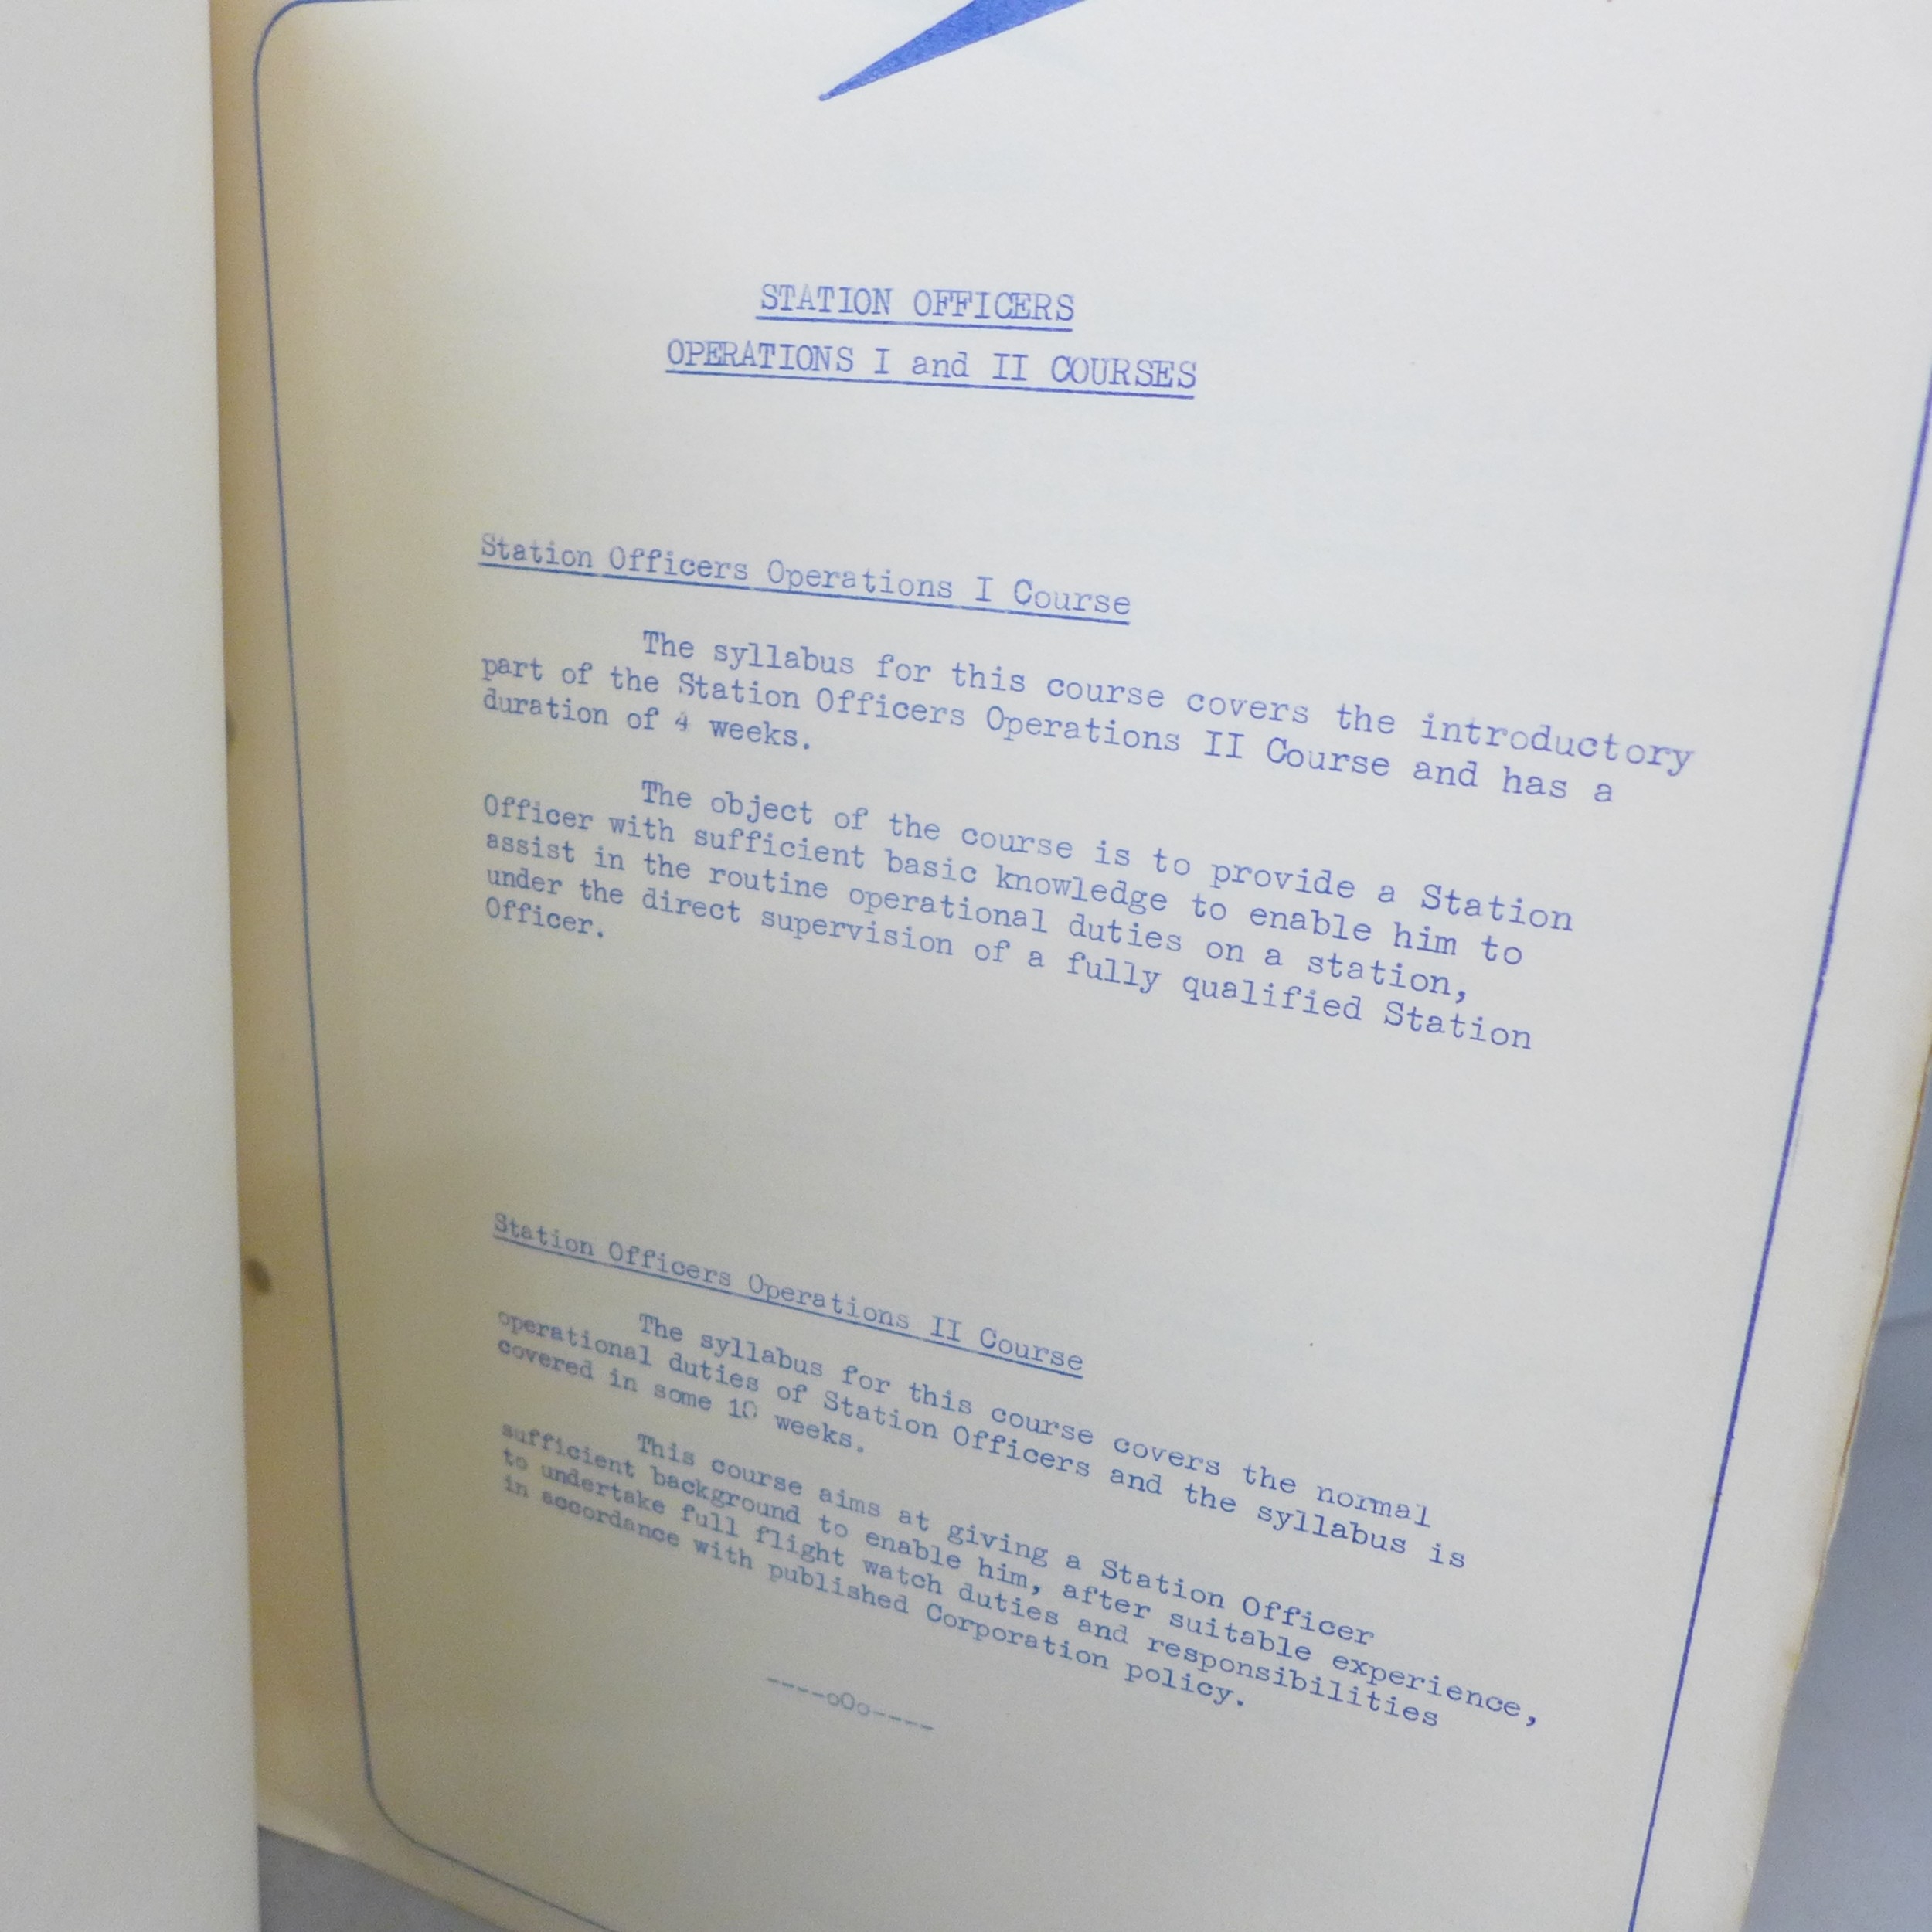 STATION OFFICERS
OPERATIONS I and II COURSES
Station Officers Operations I Course
The syllabus for this course covers the introductory
part of the Station Officers Operations II Course and has a
duration of 4 weeks.
The object of the course is to provide a Station
Officer with sufficient basic knowledge to enable him to
assist in the routine operational duties on a station,
under the direct supervision of a fully qualified Station
Officer.
Station Officers Operations II Course
The syllabus for this course covers the normal
operational duties of Station Officers and the syllabus is
covered in some 10 weeks.
This course aims at giving a Station Officer
sufficient background to enable him, after suitable experience,
to undertake full flight watch duties and responsibilities
in accordance with published Corporation policy.
----oOo----